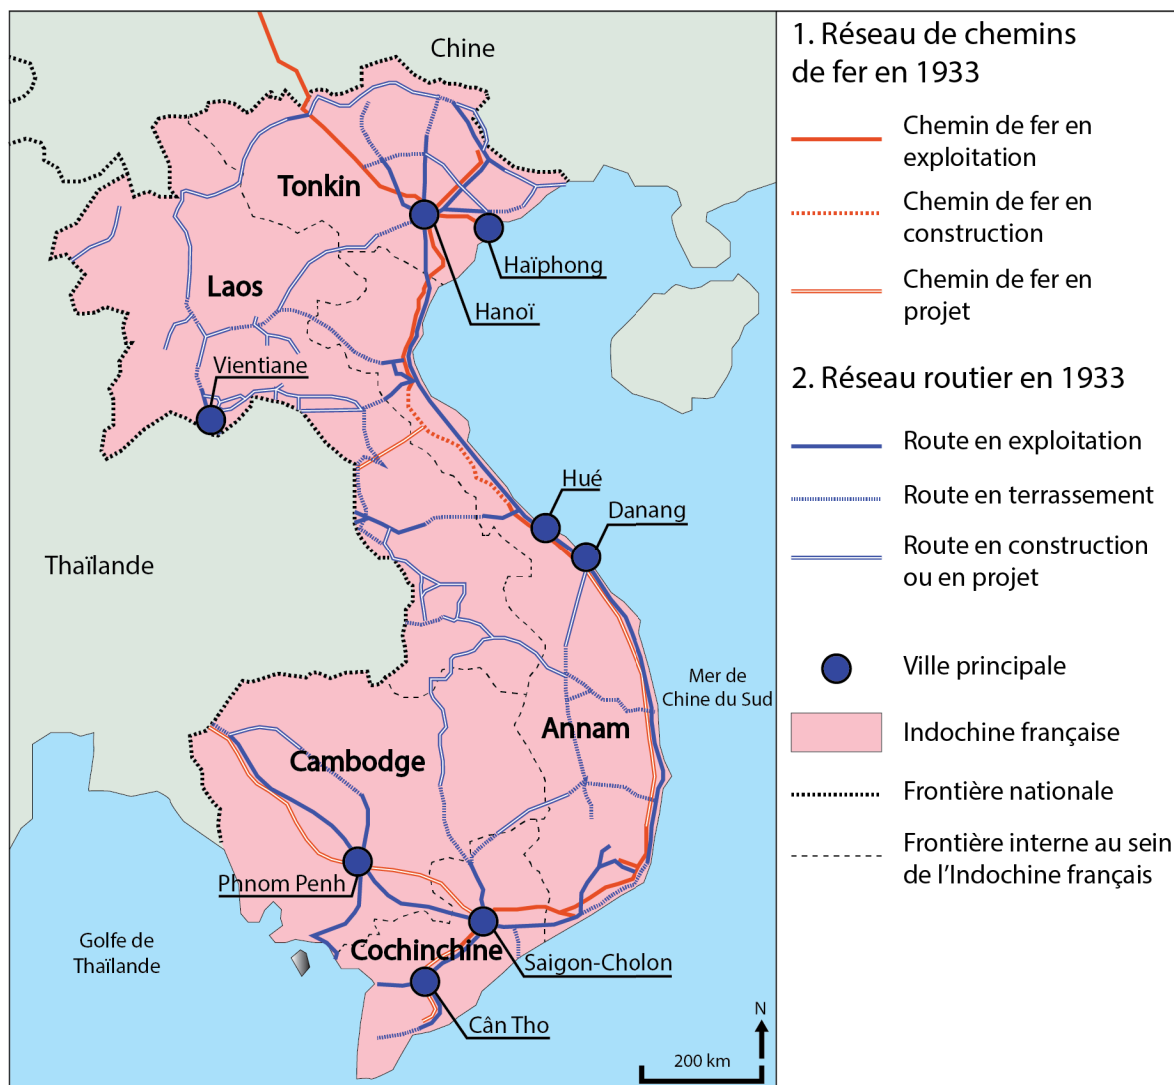 Chine
Tonkin
Haïphong
Laos
Hanoï
Vientiane
Hué
Danang
Thaïlande
Mer de
Chine du Sud
Annam
Cambodge
Phnom Penh
Golfe de
Thaïlande
Cochinchine
Saigon-Cholon
Cân Tho
N
200 km
1. Réseau de chemins
de fer en 1933
Chemin de fer en
exploitation
Chemin de fer en
construction
Chemin de fer en
projet
2. Réseau routier en 1933
Route en exploitation
Route en terrassement
Route en construction
ou en projet
Ville principale
Indochine française
Frontière nationale
Frontière interne au sein
de l'Indochine français